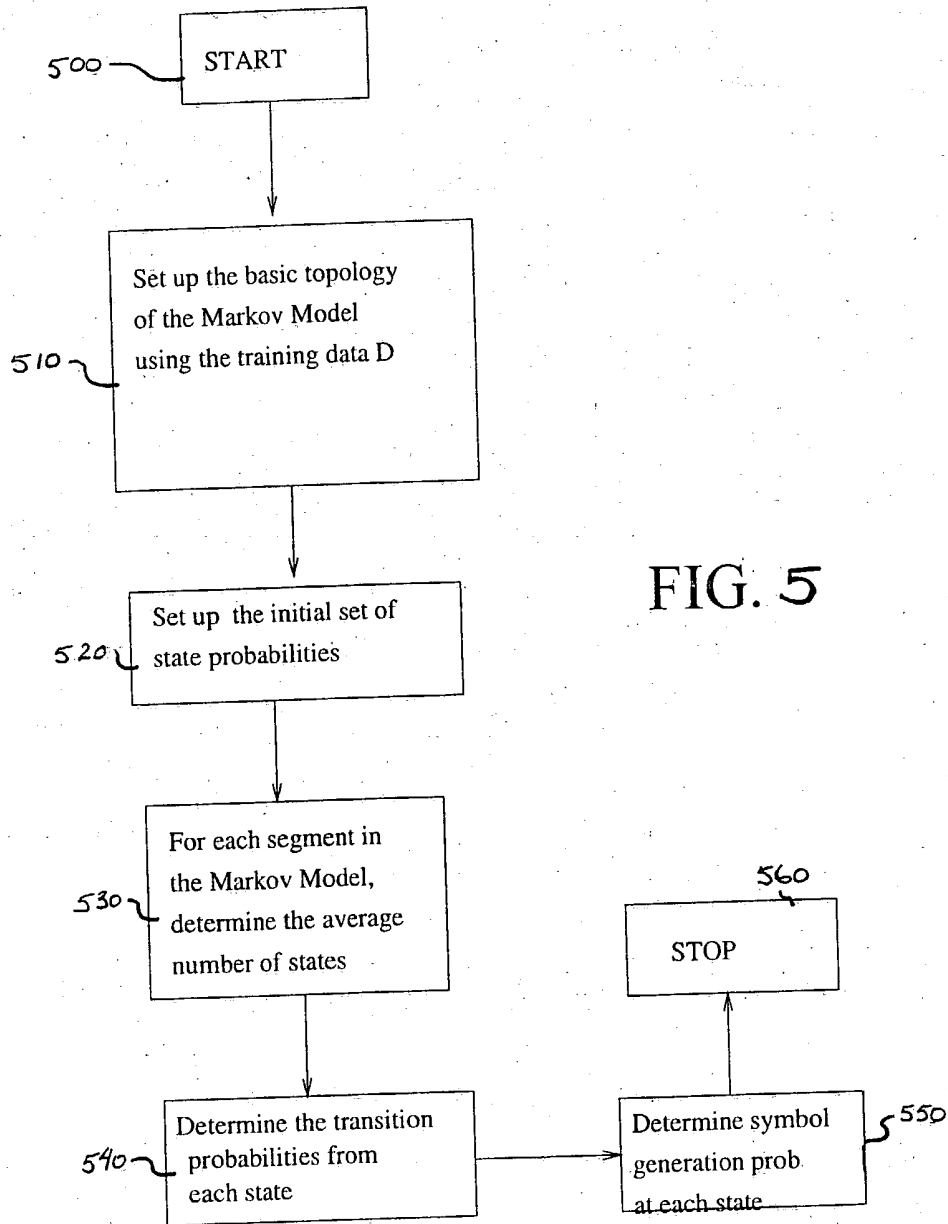 500
START
Set up the basic topology
of the Markov Model
using the training data D
510
FIG. 5
Set up the initial set of
state probabilities
520
For each segment in
the Markov Model,
determine the average
number of states
530
560
STOP
Determine the transition
probabilities from
each state
540
Determine symbol
generation prob
at each state
550